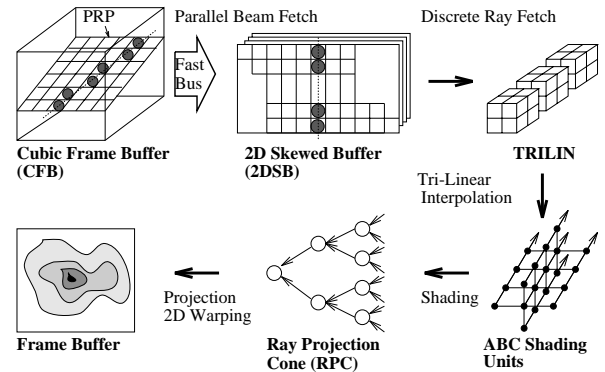 PRP
Parallel Beam Fetch
Discrete Ray Fetch
Fast
Bus
Cubic Frame Buffer
(CFB)
2D Skewed Buffer
(2DSB)
TRILIN
Tri-Linear
Interpolation
Projection
2D Warping
Shading
Frame Buffer
Ray Projection
Cone (RPC)
ABC Shading
Units